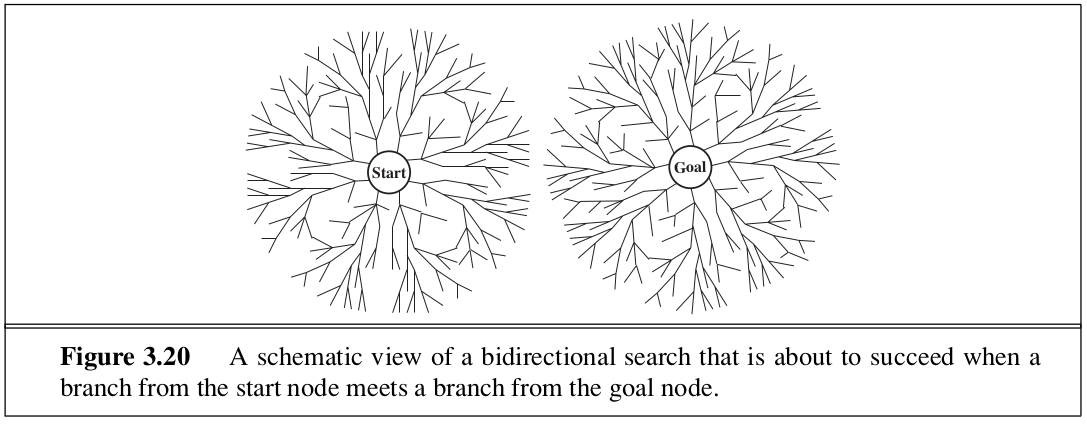 Start
Goal
Figure 3.20 A schematic view of a bidirectional search that is about to succeed when a
branch from the start node meets a branch from the goal node.